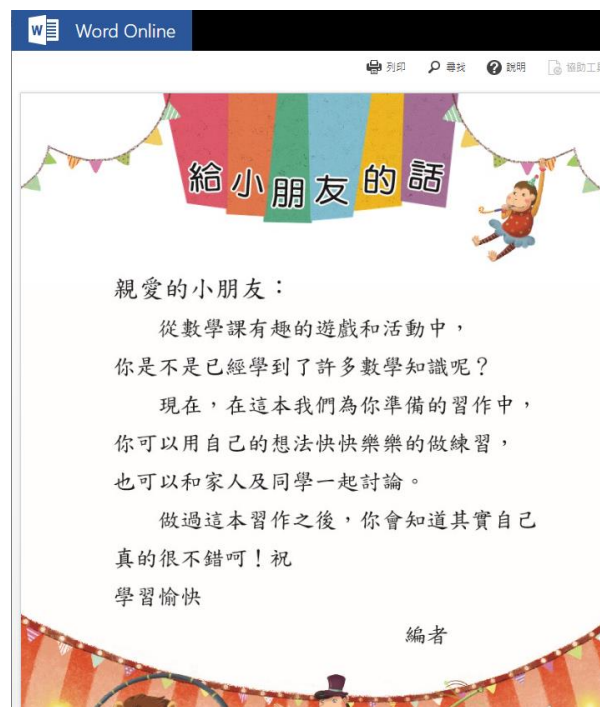 Word Online
列印 尋找 說明 協助工
給小朋友的話
親愛的小朋友：
從數學課有趣的遊戲和活動中，
你是不是已經學到了許多數學知識呢？
現在，在這本我們為你準備的習作中，
你可以用自己的想法快快樂樂的做練習，
也可以和家人及同學一起討論。
做過這本習作之後，你會知道其實自己
真的很不錯呵！祝
學習愉快
編者